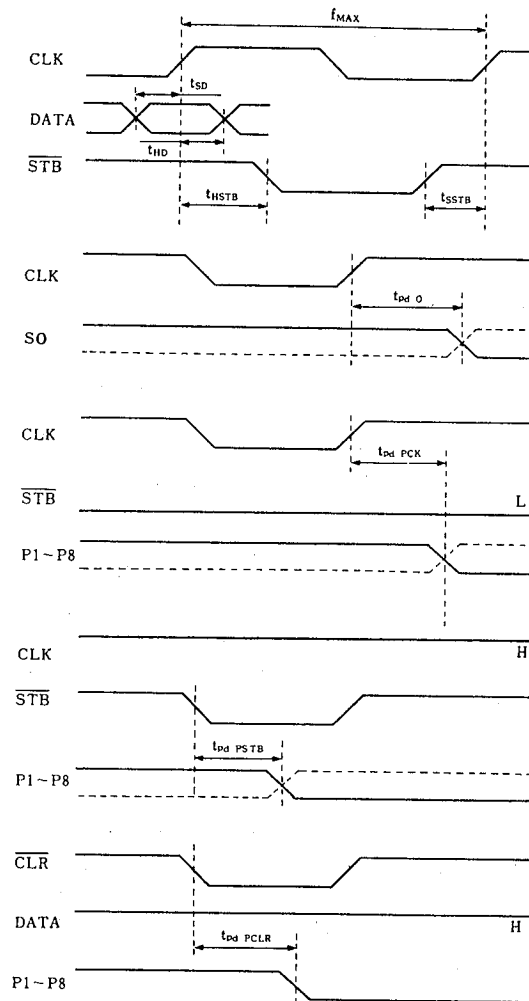 fMAX
CLK
tSD
DATA
tHD
STB
tHSTB
tSSTB
CLK
tpd O
SO
CLK
tpd PCK
STB
L
P1~P8
CLK
H
STB
tpd PSTB
P1~P8
CLR
DATA
H
tpd PCLR
P1~P8